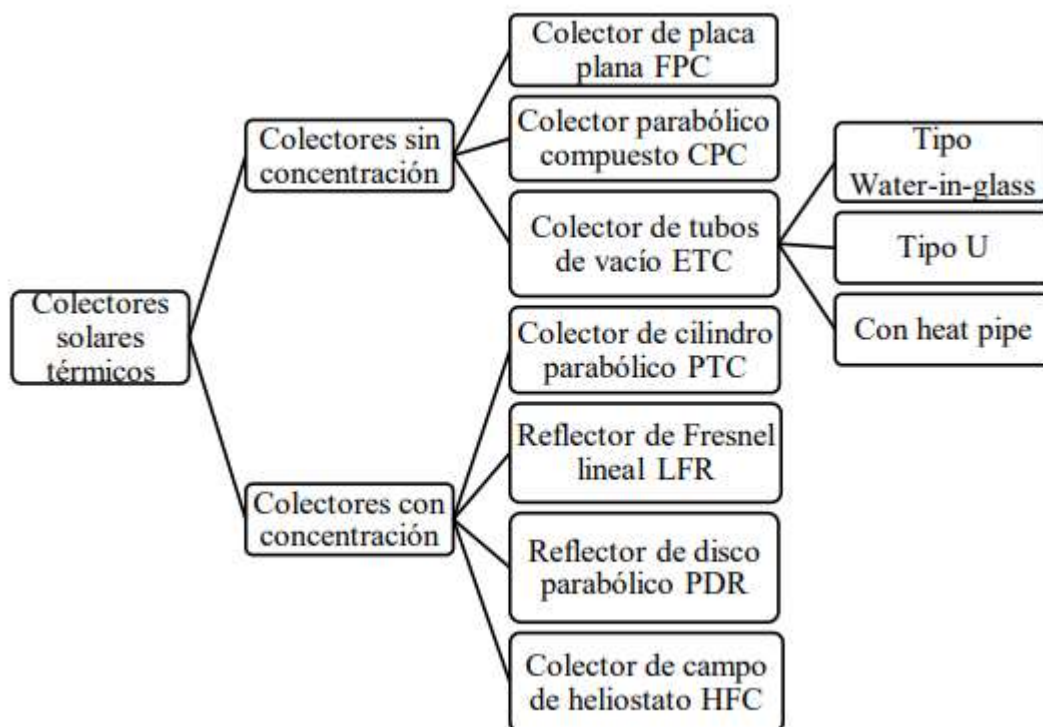 Colectores
solares
térmicos
Colectores sin
concentración
Colectores con
concentración
Colector de placa
plana FPC
Colector parabólico
compuesto CPC
Colector de tubos
de vacío ETC
Colector de cilindro
parabólico PTC
Reflector de Fresnel
lineal LFR
Reflector de disco
parabólico PDR
Colector de campo
de heliostato HFC
Tipo
Water-in-glass
Tipo U
Con heat pipe